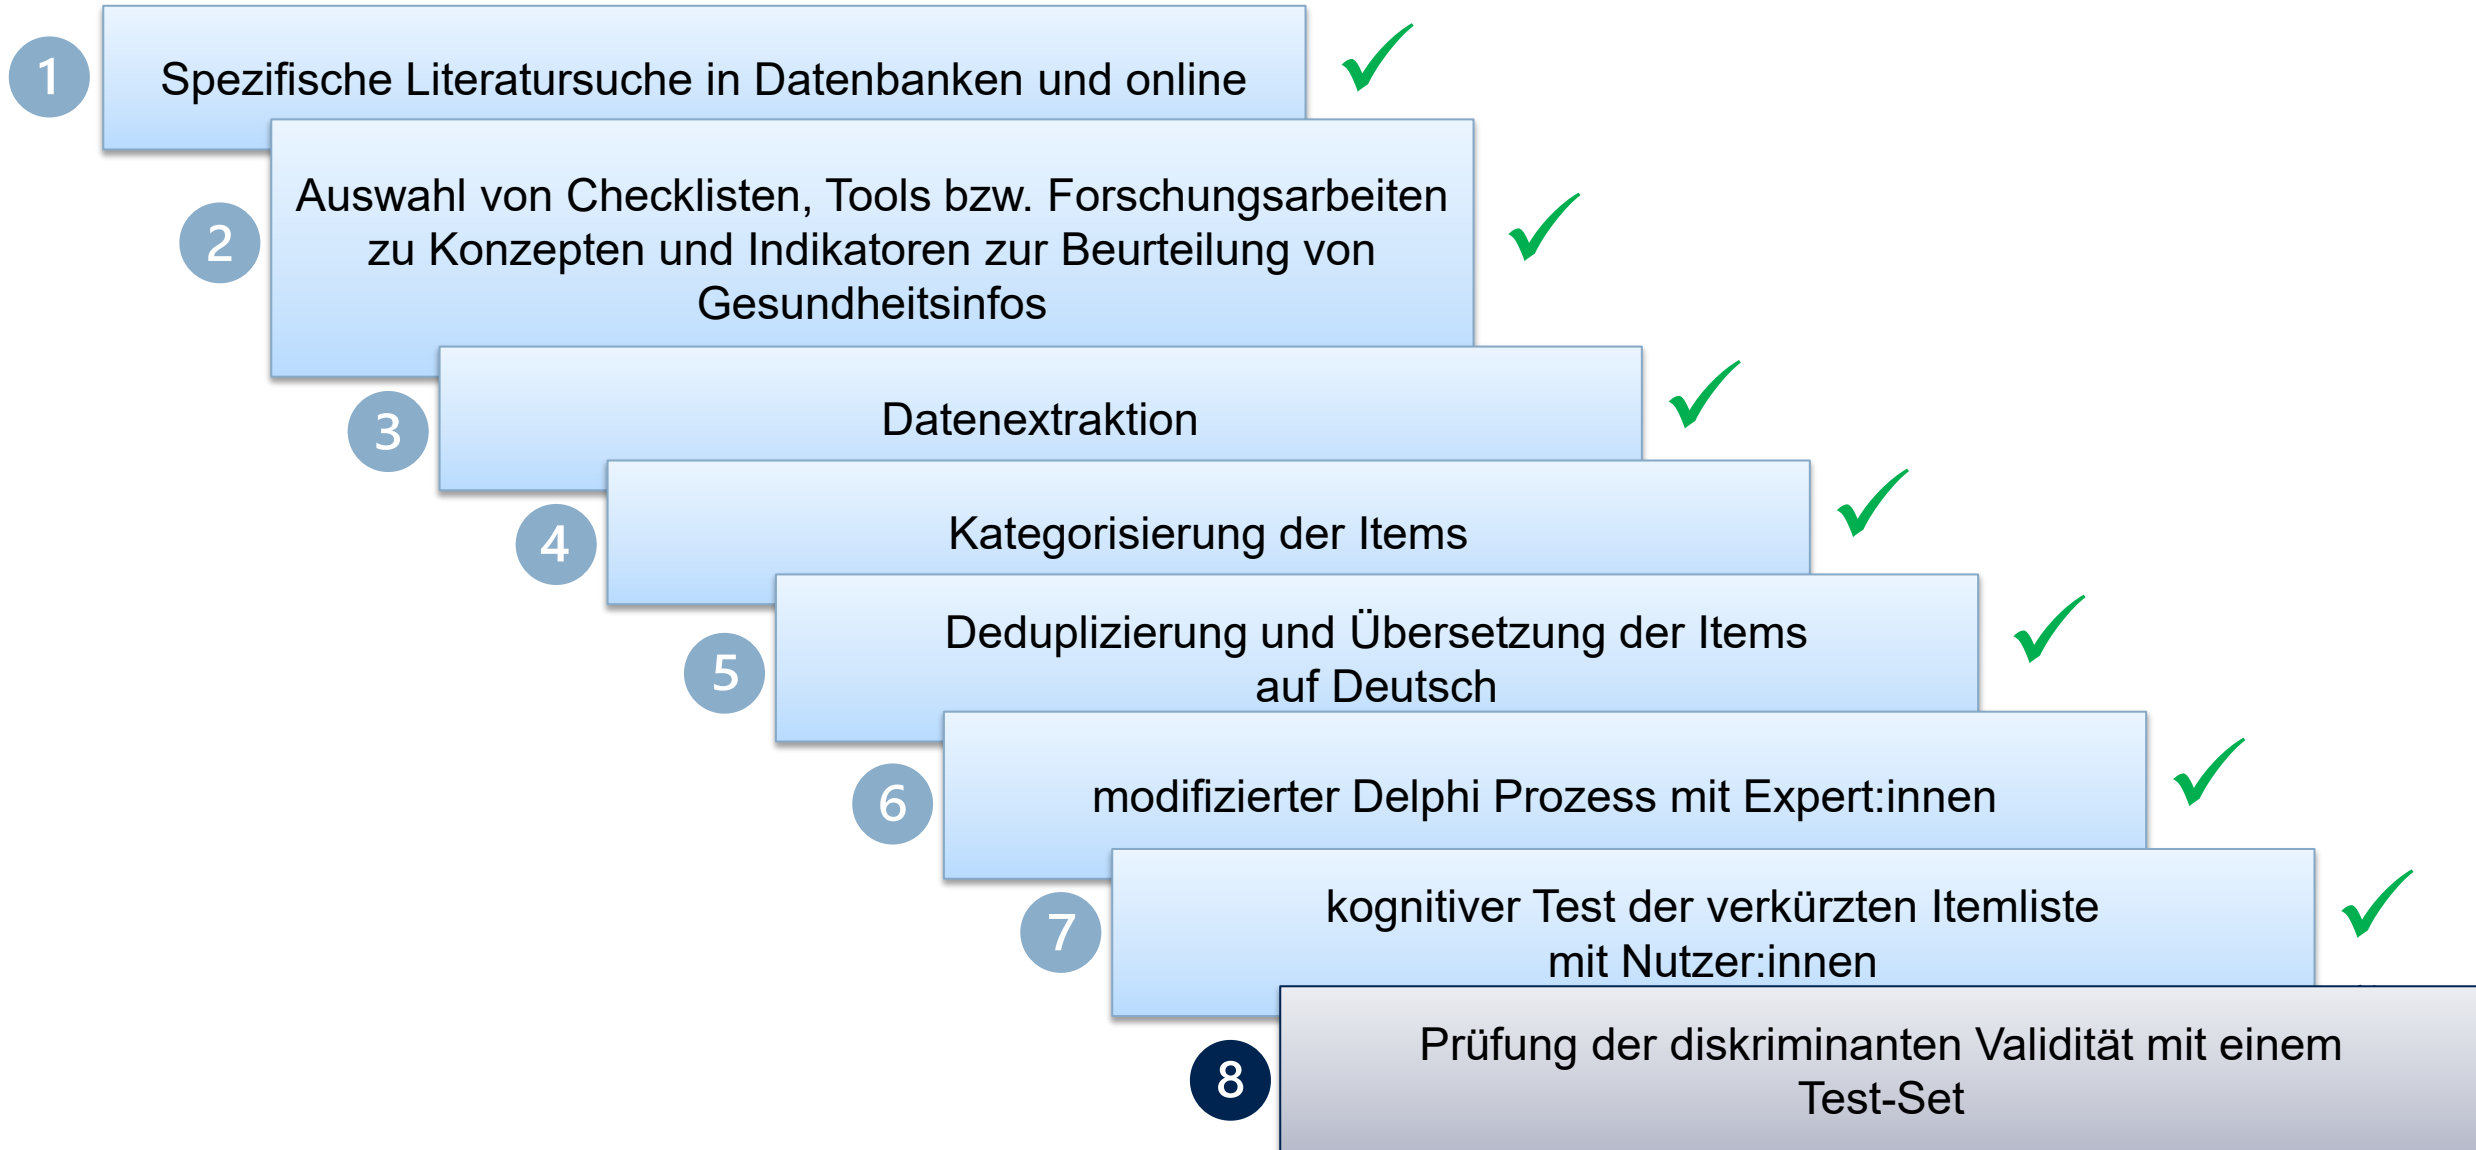 1
Spezifische Literatursuche in Datenbanken und online
2
Auswahl von Checklisten, Tools bzw. Forschungsarbeiten
zu Konzepten und Indikatoren zur Beurteilung von
Gesundheitsinfos
3
Datenextraktion
4
Kategorisierung der Items
5
Deduplizierung und Übersetzung der Items
auf Deutsch
6
modifizierter Delphi Prozess mit Expert:innen
7
kognitiver Test der verkürzten Itemliste
mit Nutzer:innen
8
Prüfung der diskriminanten Validität mit einem
Test-Set